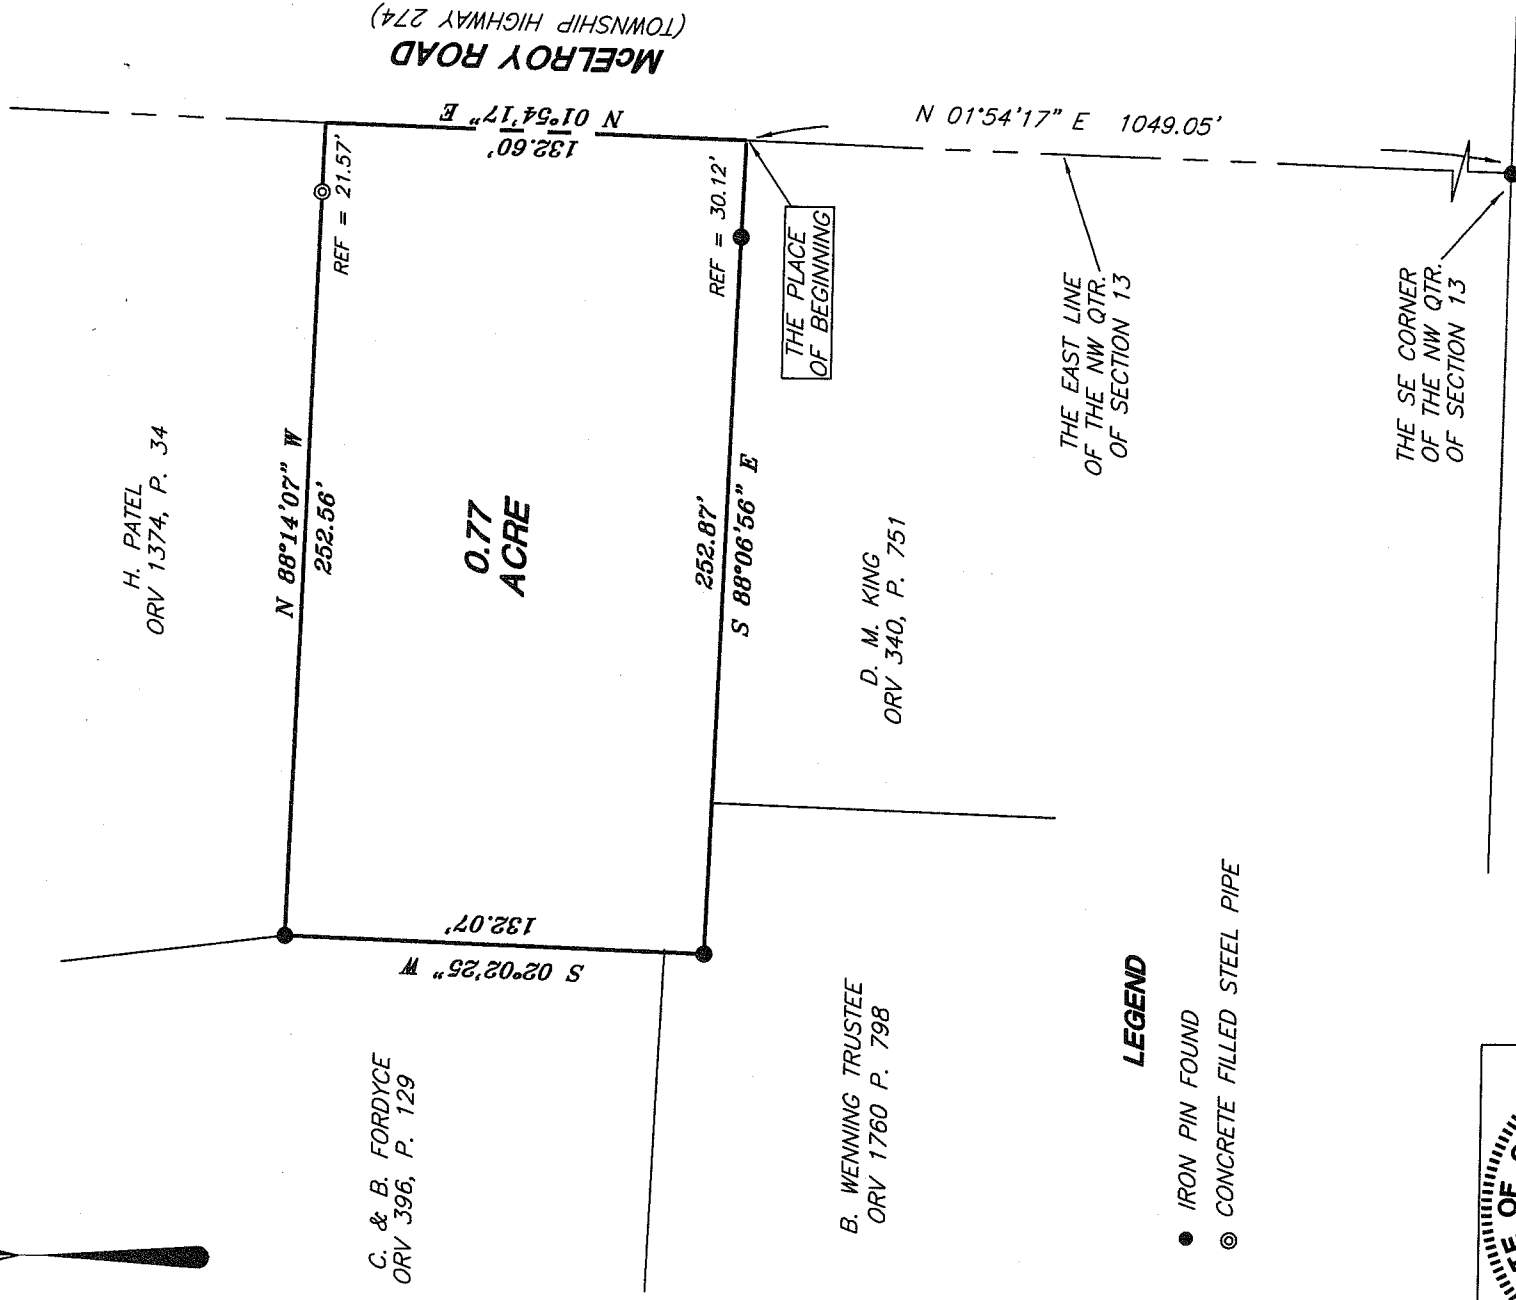 McELROY ROAD
(TOWNSHIP HIGHWAY 274)
N 01°54'17" E
132.60'
N 01°54'17" E 1049.05'
REF = 21.57'
REF = 30.12'
THE PLACE
OF BEGINNING
THE EAST LINE
OF THE NW QTR.
OF SECTION 13
THE SE CORNER
OF THE NW QTR.
OF SECTION 13
H. PATEL
ORV 1374, P. 34
N 88°14'07" W
252.56'
0.77
ACRE
252.87'
S 88°06'56" E
D. M. KING
ORV 340, P. 751
132.07'
S 02°02'25" W
C. & B. FORDYCE
ORV 396, P. 129
B. WENNING TRUSTEE
ORV 1760 P. 798
LEGEND
IRON PIN FOUND
CONCRETE FILLED STEEL PIPE
OF